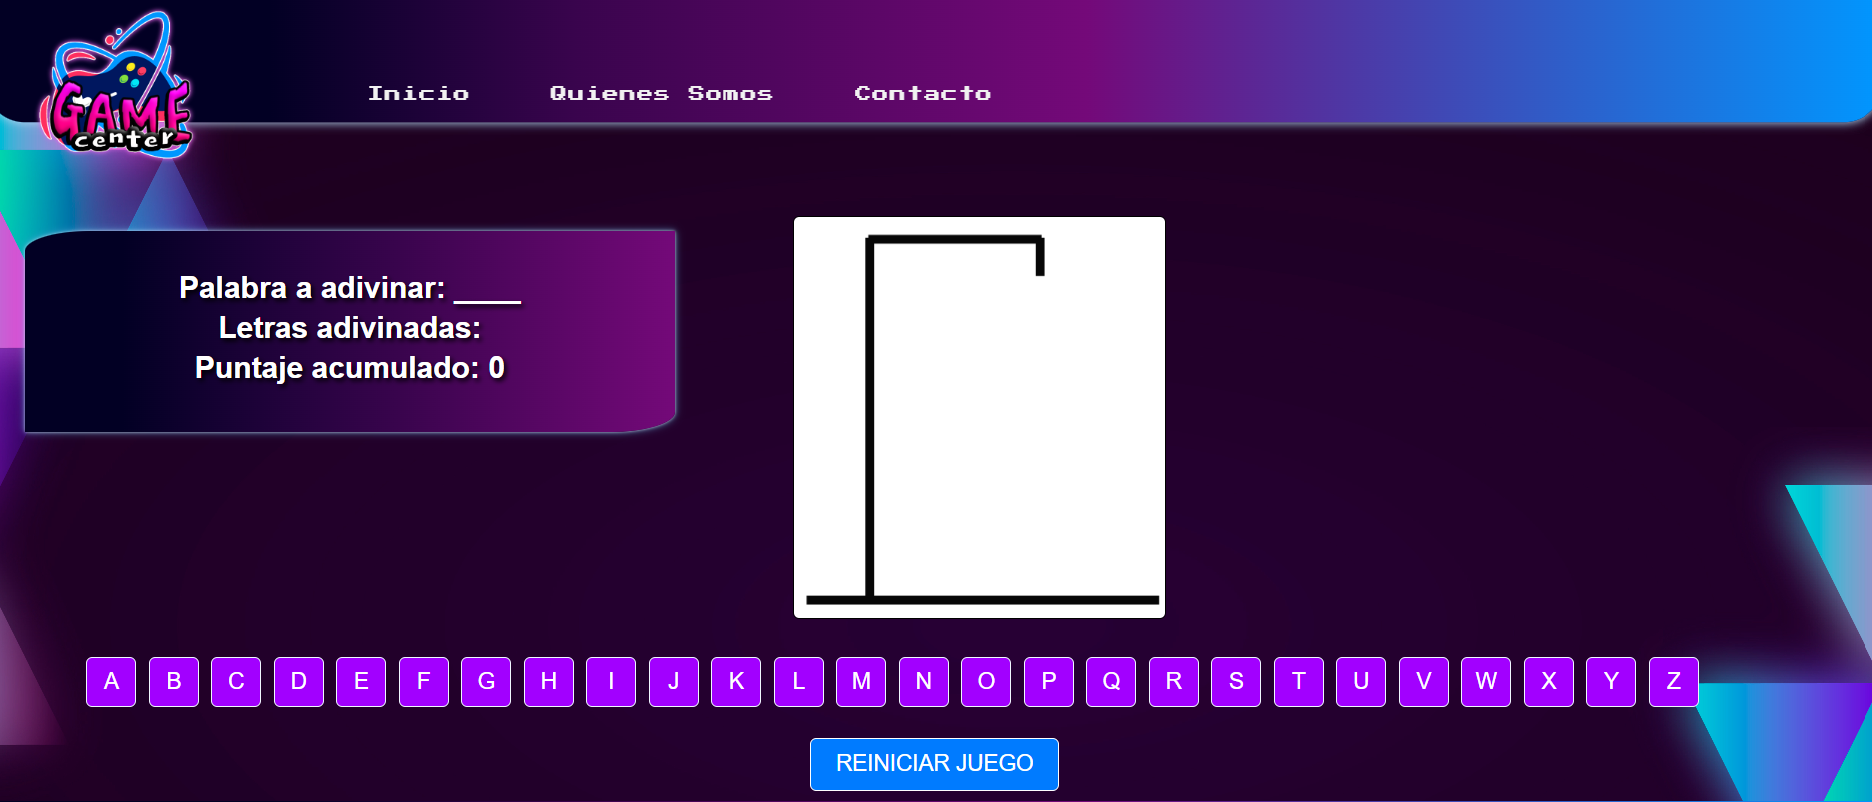 GAME
center
Inicio Quienes Somos Contacto
Palabra a adivinar: ____
Letras adivinadas:
Puntaje acumulado: 0
A B C D E F G H I J K L M N O P Q R S T U V W X Y Z
REINICIAR JUEGO